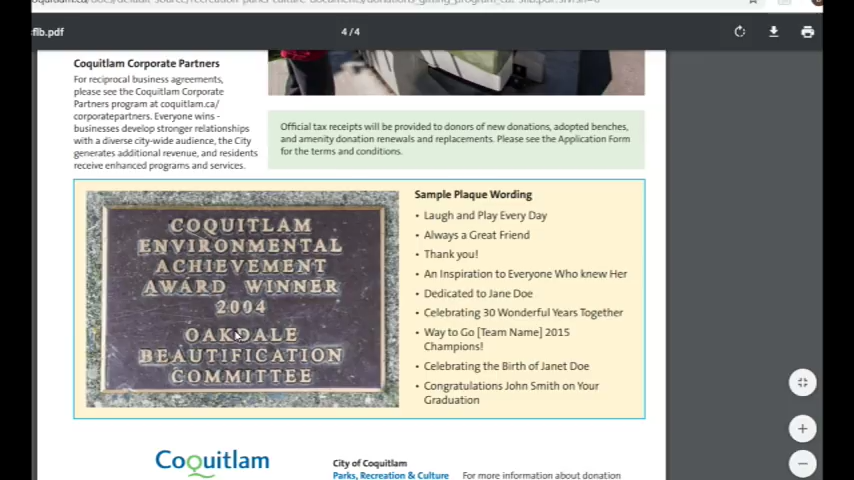 sflb.pdf
4/4
Coquitlam Corporate Partners
For reciprocal business agreements,
please see the Coquitlam Corporate
Partners program at coquitlam.ca/
corporatepartners. Everyone wins -
businesses develop stronger relationships
with a diverse city-wide audience, the City
generates additional revenue, and residents
receive enhanced programs and services.
Official tax receipts will be provided to donors of new donations, adopted benches,
and amenity donation renewals and replacements. Please see the Application Form
for the terms and conditions.
COQUITLAM
ENVIRONMENTAL
ACHIEVEMENT
AWARD WINNER
2004
OAKDALE
BEAUTIFICATION
COMMITTEE
Sample Plaque Wording
• Laugh and Play Every Day
• Always a Great Friend
• Thank you!
• An Inspiration to Everyone Who knew Her
• Dedicated to Jane Doe
• Celebrating 30 Wonderful Years Together
• Way to Go [Team Name] 2015
Champions!
• Celebrating the Birth of Janet Doe
• Congratulations John Smith on Your
Graduation
Coquitlam
City of Coquitlam
Parks, Recreation & Culture
For more information about donation